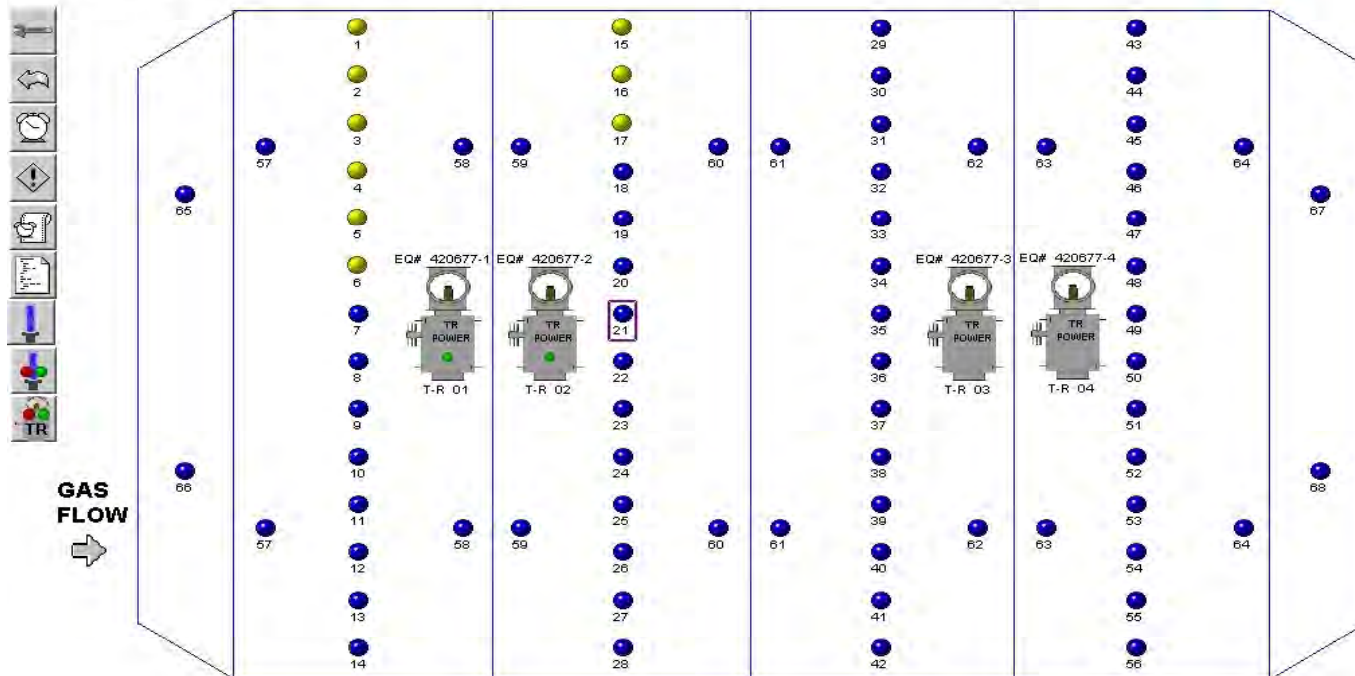 1 15 29 43
2 16 30 44
3 17 31 45
57 58 59 60 61 62 63 64
4 18 32 46
65 67
5 19 33 47
EQ# 420677-1 EQ# 420677-2 EQ# 420677-3 EQ# 420677-4
6 20 34 48
TR TR TR TR
7 21 35 49
POWER POWER POWER POWER
8 22 36 50
T-R 01 T-R 02 T-R 03 T-R 04
9 23 37 51
TR
10 24 38 52
66 68
GAS
11 25 39 53
FLOW
57 58 59 60 61 62 63 64
12 26 40 54
13 27 41 55
14 28 42 56